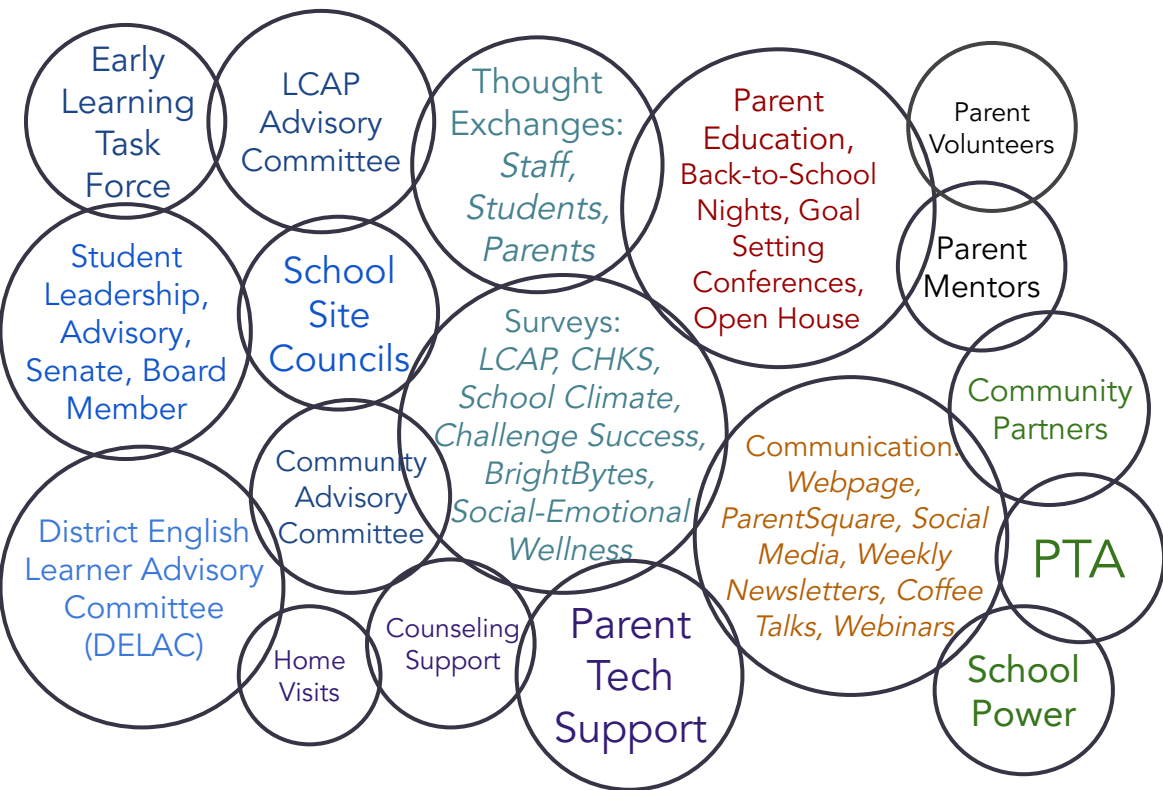 Early
Learning
Task
Force
LCAP
Advisory
Committee
Thought
Exchanges:
Staff,
Students,
Parents
Parent
Education,
Back-to-School
Nights, Goal
Setting
Conferences,
Open House
Parent
Volunteers
Student
Leadership,
Advisory,
Senate, Board
Member
School
Site
Councils
Surveys:
LCAP, CHKS,
School Climate,
Challenge Success,
BrightBytes,
Social-Emotional
Wellness
Parent
Mentors
Community
Partners
District English
Learner Advisory
Committee
(DELAC)
Community
Advisory
Committee
Communication:
Webpage,
ParentSquare, Social
Media, Weekly
Newsletters, Coffee
Talks, Webinars
PTA
Home
Visits
Counseling
Support
Parent
Tech
Support
School
Power